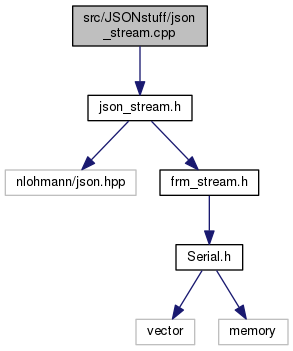 src/JSONstuff/json
_stream.cpp
json_stream.h
nlohmann/json.hpp
frm_stream.h
Serial.h
vector
memory